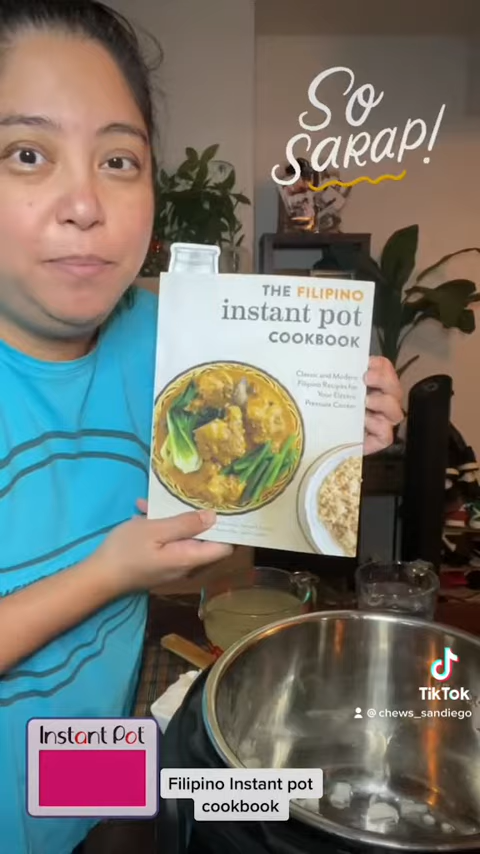 So
SARAP!
THE FILIPINO
instant pot
COOKBOOK
Classic and Modern
Filipino Recipes for
Your Electric
Pressure Cooker
TikTok
@chews_sandiego
Instant Pot
Filipino Instant pot
cookbook